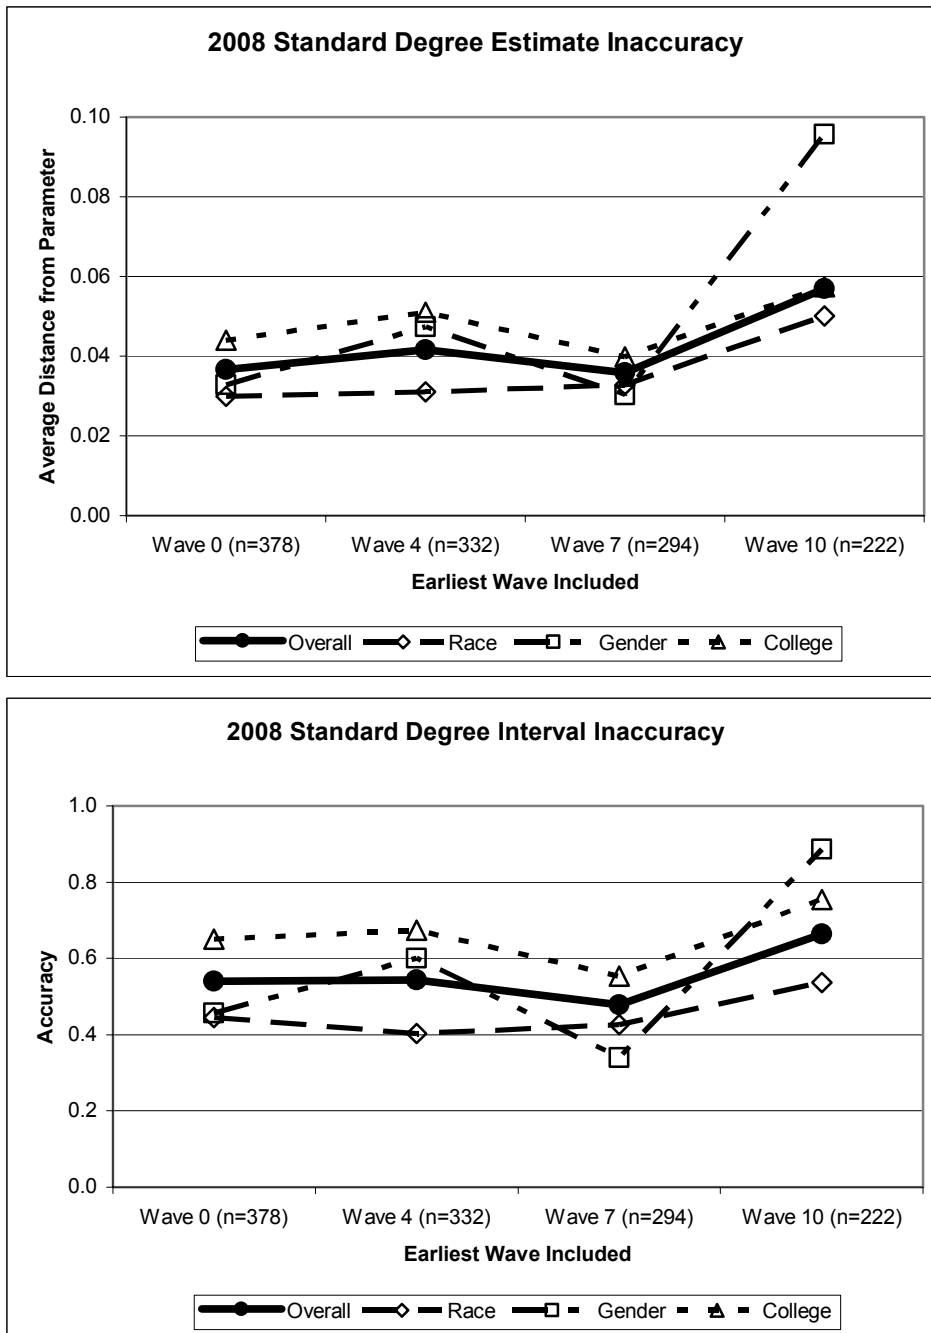 2008 Standard Degree Estimate Inaccuracy
Average Distance from Parameter
0.10
0.08
0.06
0.04
0.02
0.00
Wave 0 (n=378) Wave 4 (n=332) Wave 7 (n=294) Wave 10 (n=222)
Earliest Wave Included
Overall Race Gender College
2008 Standard Degree Interval Inaccuracy
Accuracy
1.0
0.8
0.6
0.4
0.2
0.0
Wave 0 (n=378) Wave 4 (n=332) Wave 7 (n=294) Wave 10 (n=222)
Earliest Wave Included
Overall Race Gender College